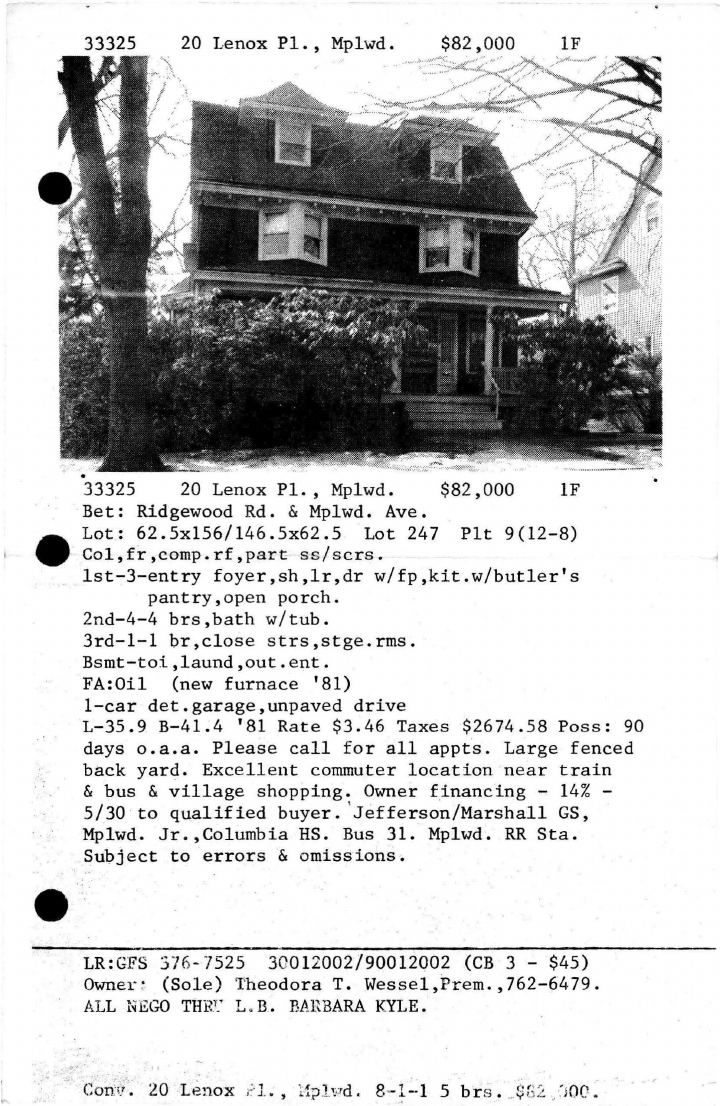 33325 20 Lenox Pl., Mplwd. $82,000 1F
33325 20 Lenox Pl., Mplwd. $82,000 1F
Bet: Ridgewood Rd. & Mplwd. Ave.
Lot: 62.5x156/146.5x62.5 Lot 247 Plt 9(12-8)
Col,fr,comp.rf,part ss/scrs.
1st-3-entry foyer,sh,lr,dr w/fp,kit.w/butler's
pantry,open porch.
2nd-4-4 brs,bath w/tub.
3rd-1-1 br,close strs,stge.rms.
Bsmt-toi,laund,out.ent.
FA:Oil (new furnace '81)
1-car det.garage,unpaved drive
L-35.9 B-41.4 '81 Rate $3.46 Taxes $2674.58 Poss: 90
days o.a.a. Please call for all appts. Large fenced
back yard. Excellent commuter location near train
& bus & village shopping. Owner financing - 14% -
5/30 to qualified buyer. Jefferson/Marshall GS,
Mplwd. Jr.,Columbia HS. Bus 31. Mplwd. RR Sta.
Subject to errors & omissions.
LR:GFS 376-7525 30012002/90012002 (CB 3 - $45)
Owner: (Sole) Theodora T. Wessel,Prem.,762-6479.
ALL NEGO THRU L.B. BARBARA KYLE.
Conv. 20 Lenox Pl., Mplwd. 8-1-1 5 brs. $82,000.